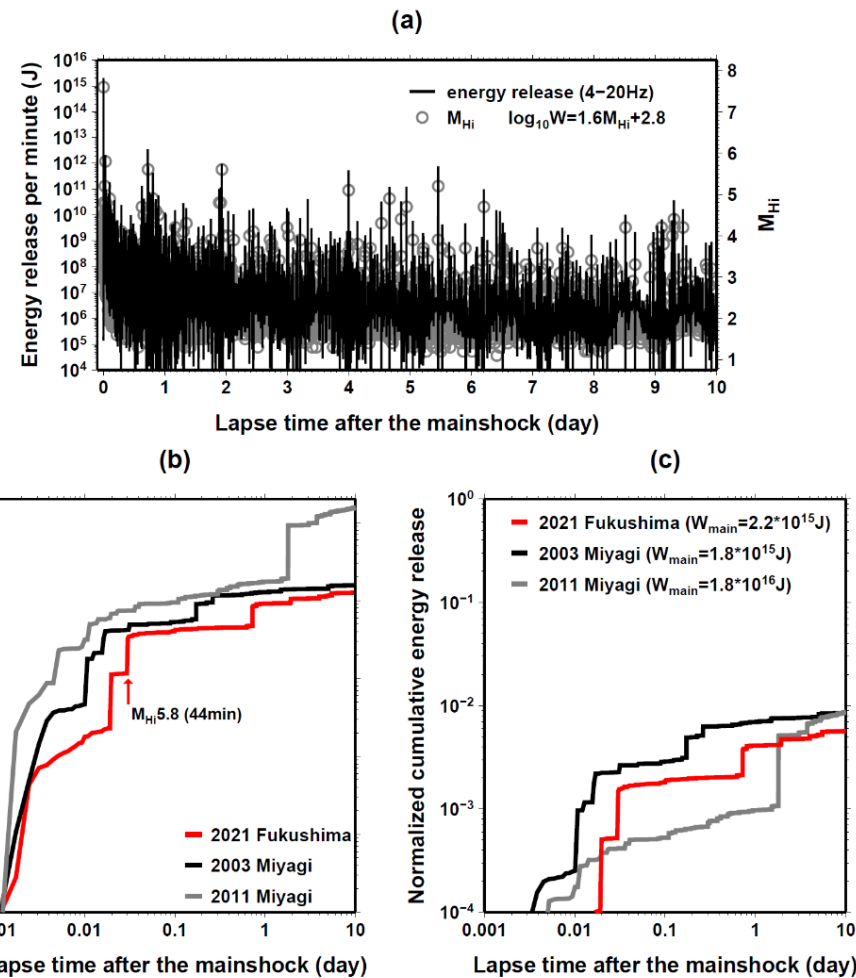 (a)
10^16
10^15
10^14
10^13
10^12
10^11
10^10
10^9
10^8
10^7
10^6
10^5
10^4
Energy release per minute (J)
energy release (4−20Hz)
M_Hi log_10W=1.6M_Hi+2.8
8
7
6
5
4
3
2
1
M_Hi
0 1 2 3 4 5 6 7 8 9 10
Lapse time after the mainshock (day)
(b)
M_Hi5.8 (44min)
2021 Fukushima
2003 Miyagi
2011 Miyagi
01 0.01 0.1 1 10
apse time after the mainshock (day)
(c)
10^0
10^−1
10^−2
10^−3
10^−4
Normalized cumulative energy release
2021 Fukushima (W_main=2.2*10^15J)
2003 Miyagi (W_main=1.8*10^15J)
2011 Miyagi (W_main=1.8*10^16J)
0.001 0.01 0.1 1 10
Lapse time after the mainshock (day)